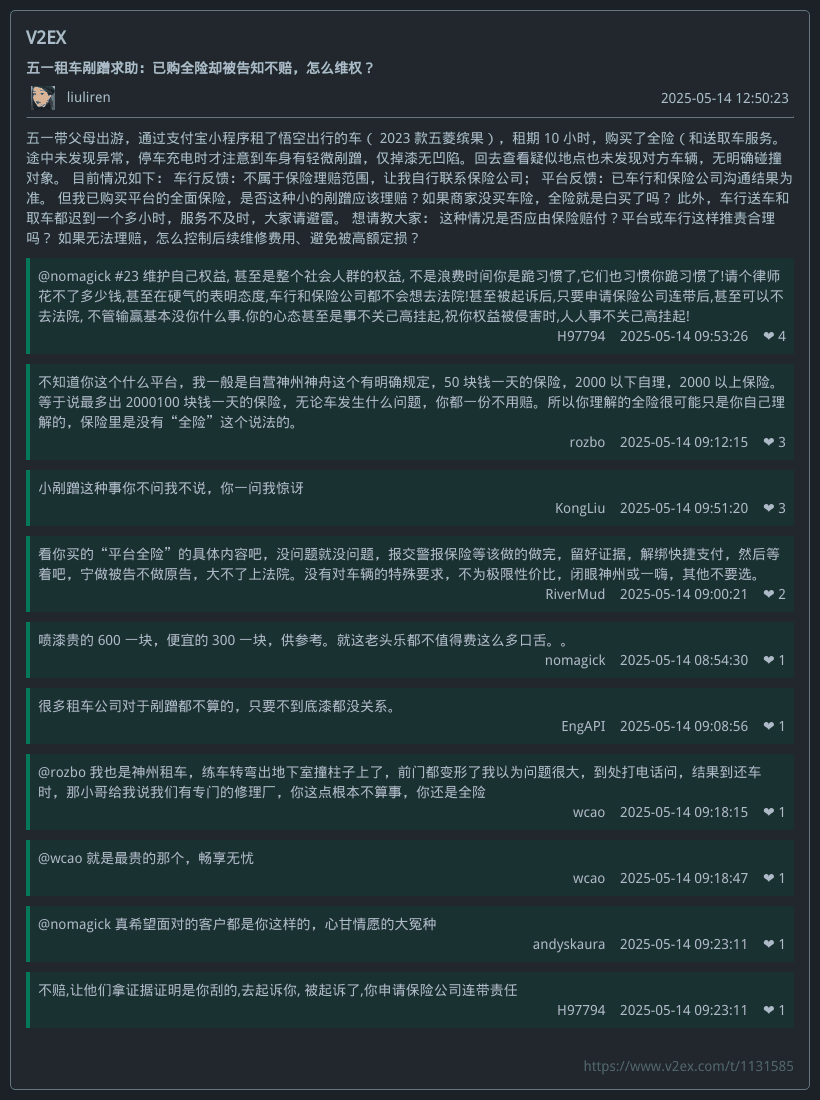 V2EX
五一租车剐蹭求助：已购全险却被告知不赔，怎么维权？
liuliren 2025-05-14 12:50:23
五一带父母出游，通过支付宝小程序租了悟空出行的车（ 2023 款五菱缤果），租期 10 小时，购买了全险（和送取车服务。
途中未发现异常，停车充电时才注意到车身有轻微剐蹭，仅掉漆无凹陷。回去查看疑似地点也未发现对方车辆，无明确碰撞
对象。 目前情况如下： 车行反馈：不属于保险理赔范围，让我自行联系保险公司； 平台反馈：已车行和保险公司沟通结果为
准。 但我已购买平台的全面保险，是否这种小的剐蹭应该理赔？如果商家没买车险，全险就是白买了吗？ 此外，车行送车和
取车都迟到一个多小时，服务不及时，大家请避雷。 想请教大家： 这种情况是否应由保险赔付？平台或车行这样推责合理
吗？ 如果无法理赔，怎么控制后续维修费用、避免被高额定损？
@nomagick #23 维护自己权益, 甚至是整个社会人群的权益, 不是浪费时间你是跪习惯了,它们也习惯你跪习惯了!请个律师
花不了多少钱,甚至在硬气的表明态度,车行和保险公司都不会想去法院!甚至被起诉后,只要申请保险公司连带后,甚至可以不
去法院, 不管输赢基本没你什么事.你的心态甚至是事不关己高挂起,祝你权益被侵害时,人人事不关己高挂起!
H97794 2025-05-14 09:53:26 ❤ 4
不知道你这个什么平台，我一般是自营神州神舟这个有明确规定，50 块钱一天的保险，2000 以下自理，2000 以上保险。
等于说最多出 2000100 块钱一天的保险，无论车发生什么问题，你都一份不用赔。所以你理解的全险很可能只是你自己理
解的，保险里是没有“全险”这个说法的。
rozbo 2025-05-14 09:12:15 ❤ 3
小剐蹭这种事你不问我不说，你一问我惊讶
KongLiu 2025-05-14 09:51:20 ❤ 3
看你买的“平台全险”的具体内容吧，没问题就没问题，报交警报保险等该做的做完，留好证据，解绑快捷支付，然后等
着吧，宁做被告不做原告，大不了上法院。没有对车辆的特殊要求，不为极限性价比，闭眼神州或一嗨，其他不要选。
RiverMud 2025-05-14 09:00:21 ❤ 2
喷漆贵的 600 一块，便宜的 300 一块，供参考。就这老头乐都不值得费这么多口舌。。
nomagick 2025-05-14 08:54:30 ❤ 1
很多租车公司对于剐蹭都不算的，只要不到底漆都没关系。
EngAPI 2025-05-14 09:08:56 ❤ 1
@rozbo 我也是神州租车，练车转弯出地下室撞柱子上了，前门都变形了我以为问题很大，到处打电话问，结果到还车
时，那小哥给我说我们有专门的修理厂，你这点根本不算事，你还是全险
wcao 2025-05-14 09:18:15 ❤ 1
@wcao 就是最贵的那个，畅享无忧
wcao 2025-05-14 09:18:47 ❤ 1
@nomagick 真希望面对的客户都是你这样的，心甘情愿的大冤种
andyskaura 2025-05-14 09:23:11 ❤ 1
不赔,让他们拿证据证明是你刮的,去起诉你, 被起诉了,你申请保险公司连带责任
H97794 2025-05-14 09:23:11 ❤ 1
https://www.v2ex.com/t/1131585